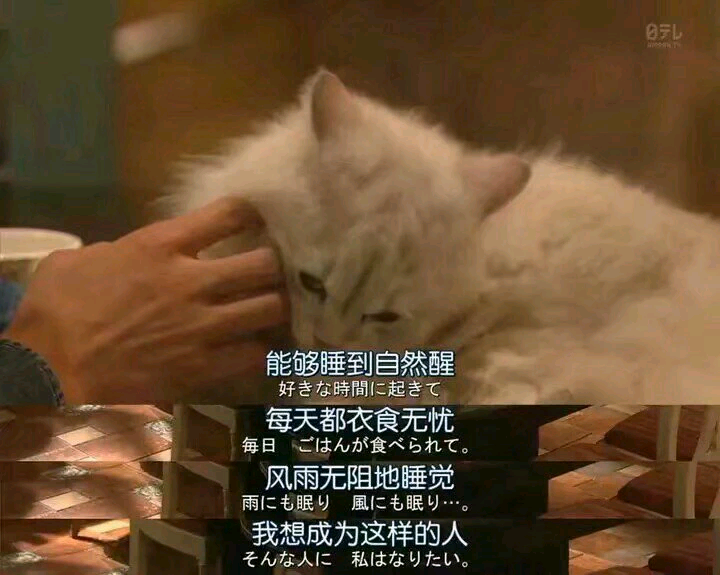 日テレ
能够睡到自然醒
好きな時間に起きて
每天都衣食无忧
毎日　ごはんが食べられて。
风雨无阻地睡觉
雨にも眠り　風にも眠り…。
我想成为这样的人
そんな人に　私はなりたい。